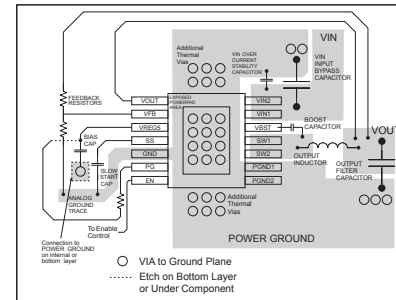 VIN
Additional
Thermal
Vias
VIN OVER
CURRENT
STABILITY
CAPACITOR
VIN
INPUT
BYPASS
CAPACITOR
FEEDBACK
RESISTORS
EXPOSED
POWERPAD
AREA
VOUT
VFB
VREG5
SS
GND
PG
EN
VIN2
VIN1
VBST
SW1
SW2
PGND1
PGND2
BOOST
CAPACITOR
VOUT
BIAS
CAP
SLOW
START
CAP
OUTPUT
INDUCTOR
OUTPUT
FILTER
CAPACITOR
ANALOG
GROUND
TRACE
Additional
Thermal
Vias
To Enable
Control
POWER GROUND
Connection to
POWER GROUND
on internal or
bottom layer
VIA to Ground Plane
Etch on Bottom Layer
or Under Component